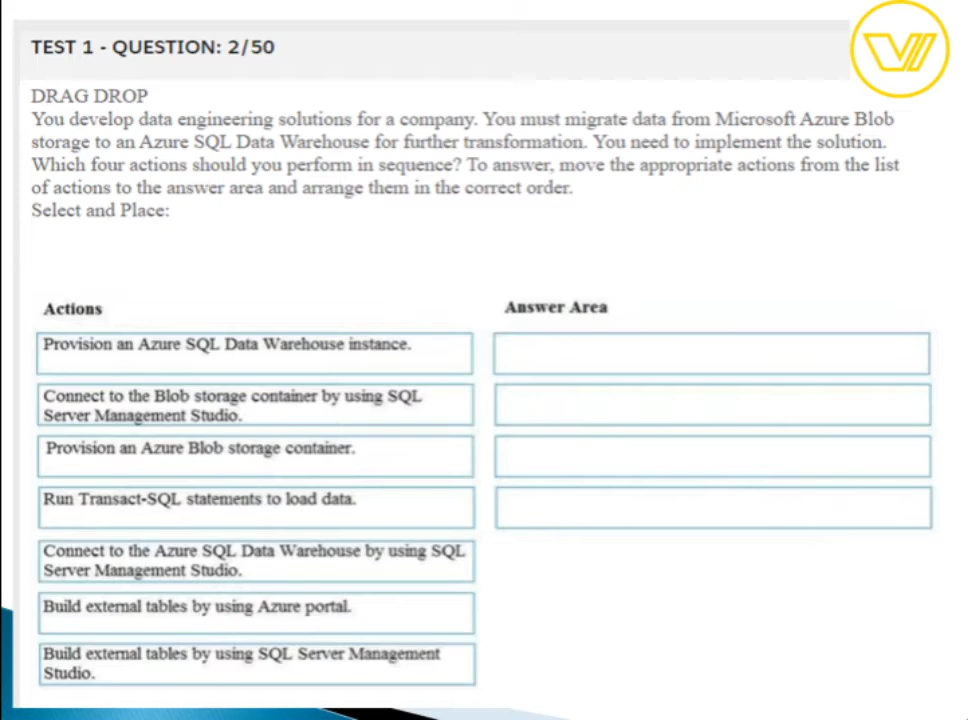 TEST 1 - QUESTION: 2/50
DRAG DROP
You develop data engineering solutions for a company. You must migrate data from Microsoft Azure Blob
storage to an Azure SQL Data Warehouse for further transformation. You need to implement the solution.
Which four actions should you perform in sequence? To answer, move the appropriate actions from the list
of actions to the answer area and arrange them in the correct order.
Select and Place:
Actions
Provision an Azure SQL Data Warehouse instance.
Connect to the Blob storage container by using SQL
Server Management Studio.
Provision an Azure Blob storage container.
Run Transact-SQL statements to load data.
Connect to the Azure SQL Data Warehouse by using SQL
Server Management Studio.
Build external tables by using Azure portal.
Build external tables by using SQL Server Management
Studio.
Answer Area